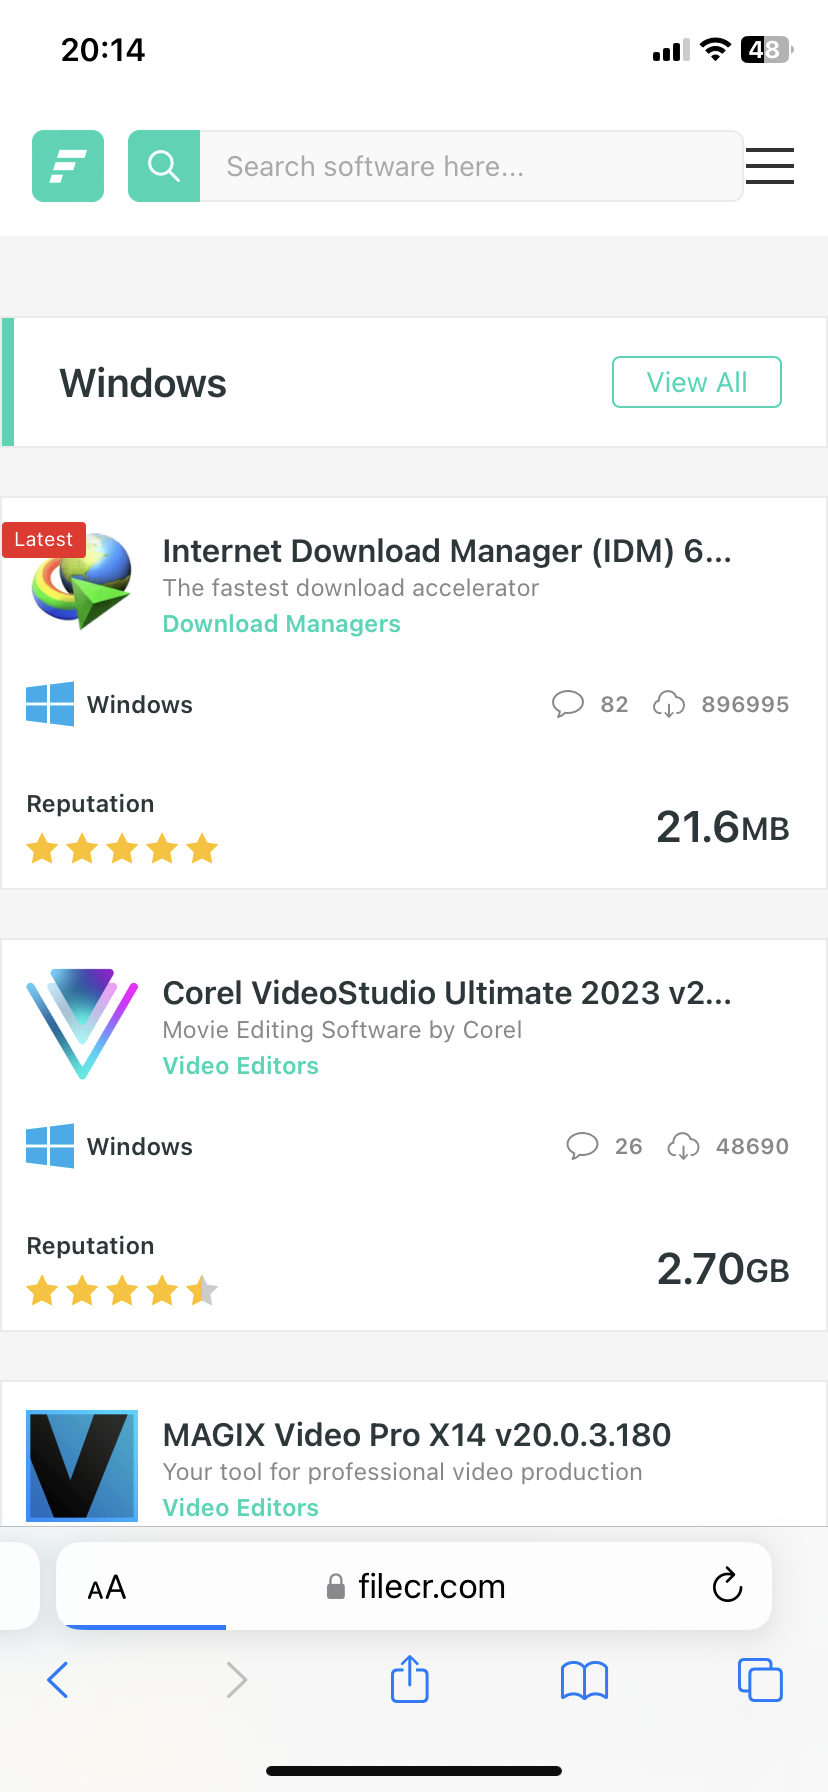 20:14
48
Search software here...
Windows
View All
Latest
Internet Download Manager (IDM) 6...
The fastest download accelerator
Download Managers
Windows
82
896995
Reputation
21.6MB
Corel VideoStudio Ultimate 2023 v2...
Movie Editing Software by Corel
Video Editors
Windows
26
48690
Reputation
2.70GB
MAGIX Video Pro X14 v20.0.3.180
Your tool for professional video production
Video Editors
AA
filecr.com